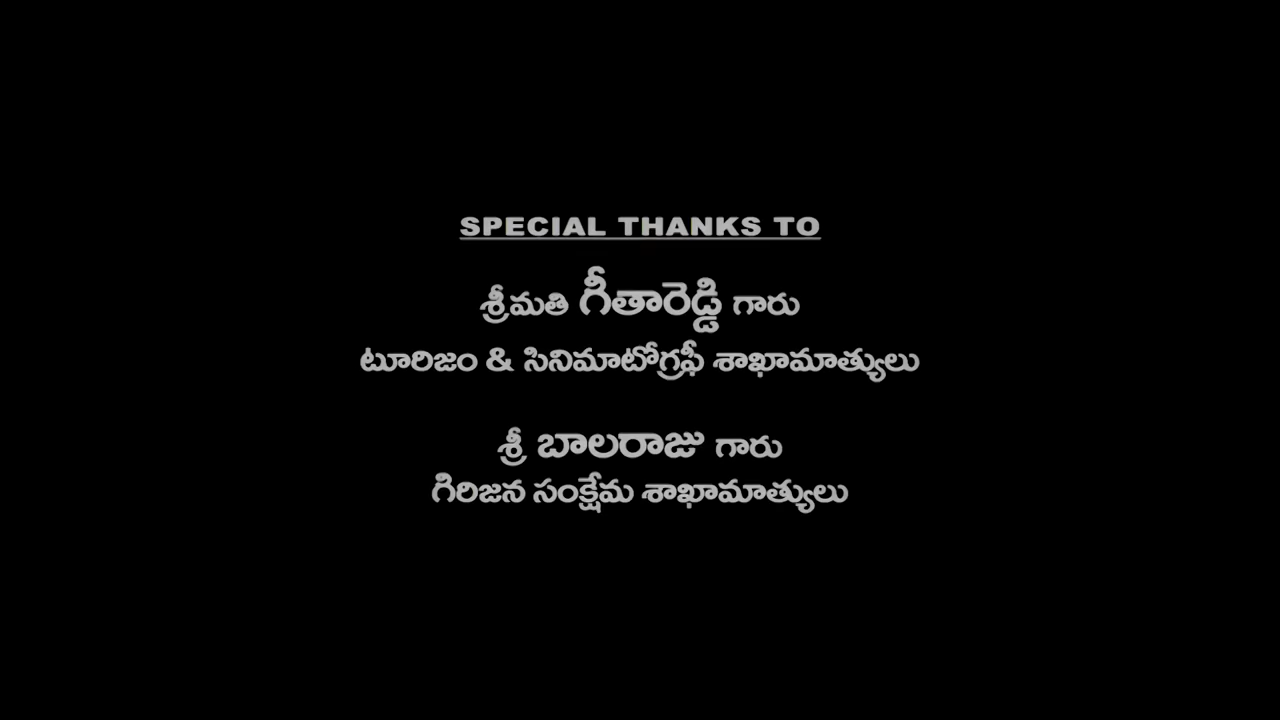 SPECIAL THANKS TO
శ్రీమతి గీతారెడ్డి గారు
టూరిజం & సినిమాటోగ్రఫీ శాఖామాత్యులు
శ్రీ బాలరాజు గారు
గిరిజన సంక్షేమ శాఖామాత్యులు